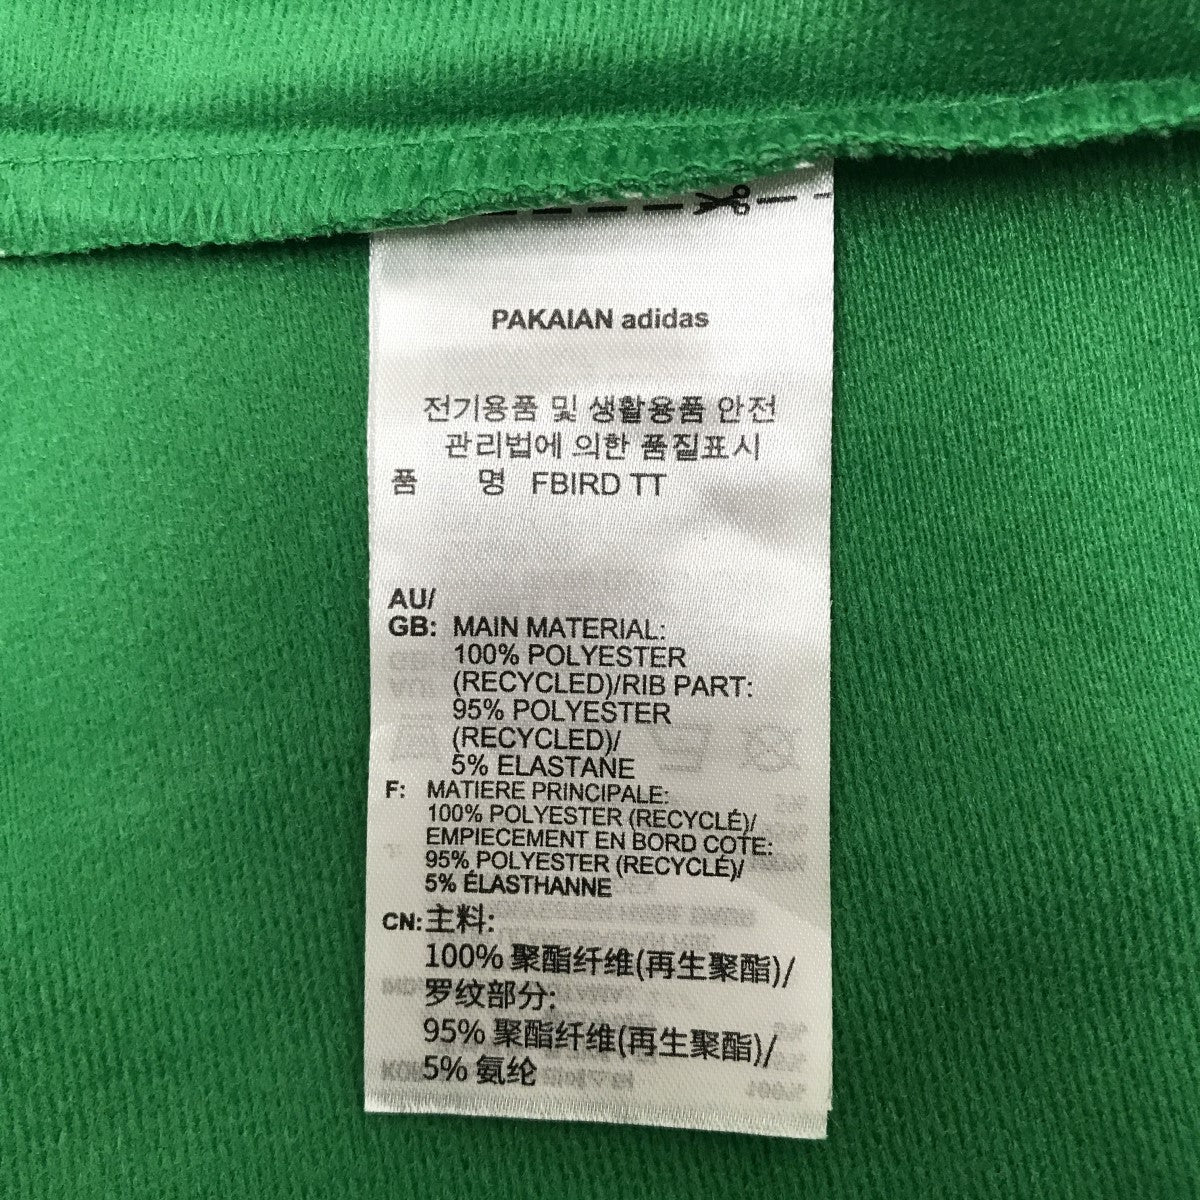 PAKAIAN adidas
전기용품 및 생활용품 안전
관리법에 의한 품질표시
품 명 FBIRD TT
AU/
GB: MAIN MATERIAL:
100% POLYESTER
(RECYCLED)/RIB PART:
95% POLYESTER
(RECYCLED)/
5% ELASTANE
F: MATIERE PRINCIPALE:
100% POLYESTER (RECYCLÉ)/
EMPIECEMENT EN BORD COTE:
95% POLYESTER (RECYCLÉ)/
5% ÉLASTHANNE
CN: 主料:
100% 聚酯纤维(再生聚酯)/
罗纹部分:
95% 聚酯纤维(再生聚酯)/
5% 氨纶